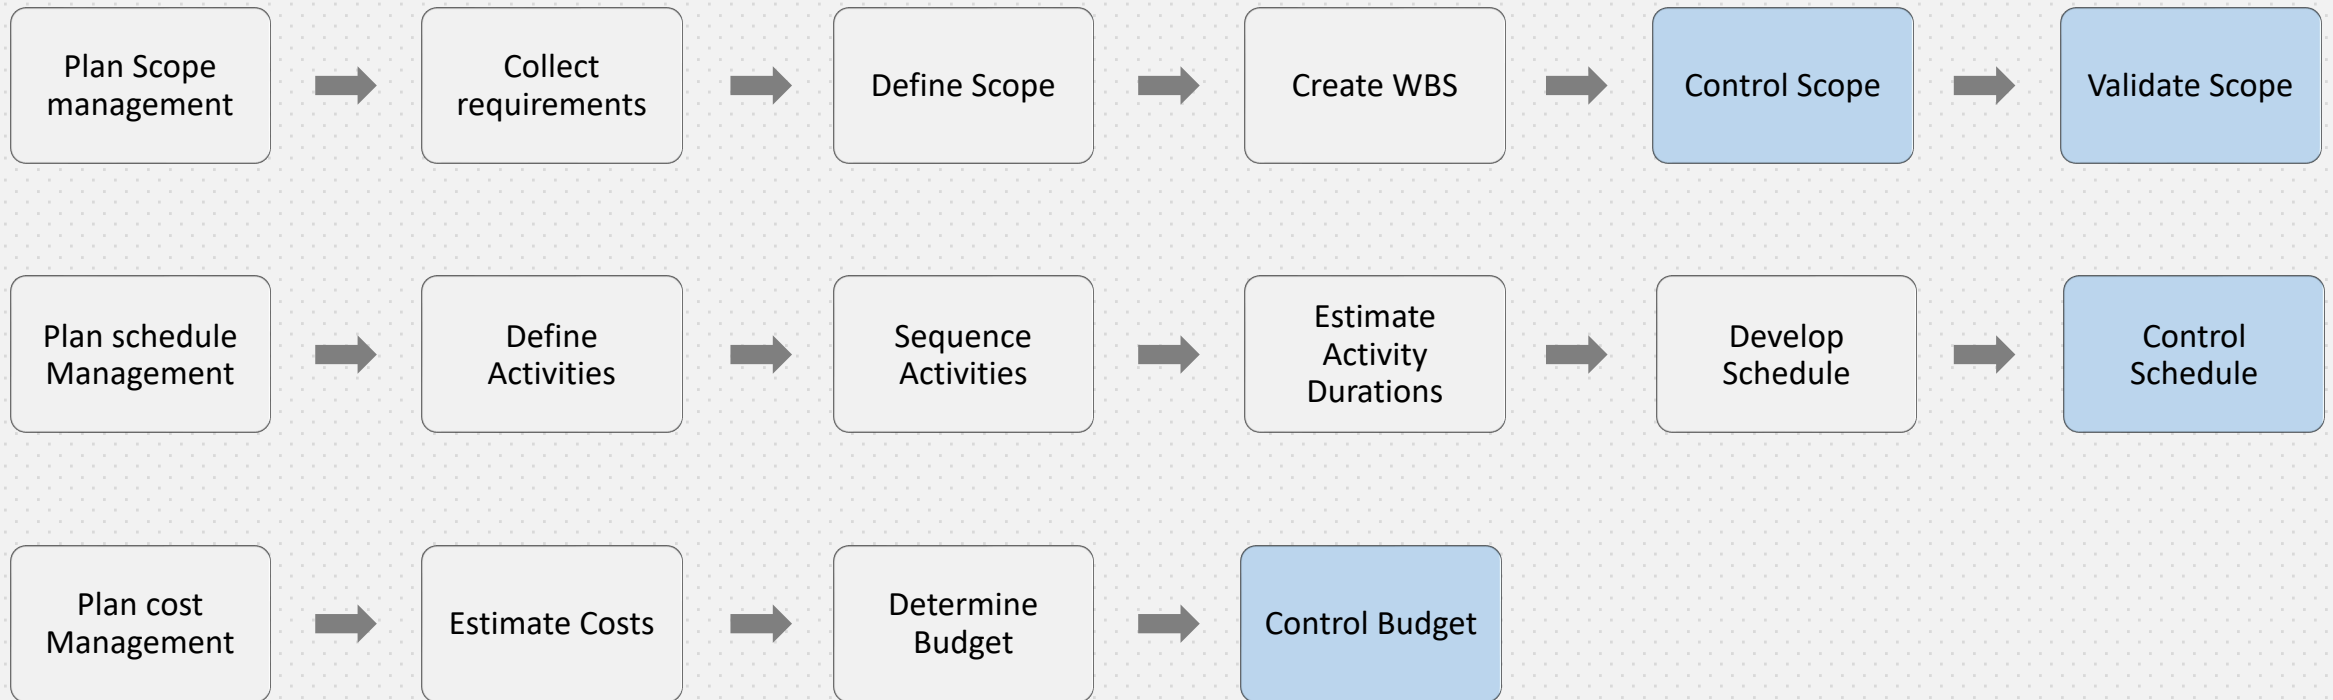 Plan Scope
management
Collect
requirements
Define Scope
Create WBS
Control Scope
Validate Scope
Plan schedule
Management
Define
Activities
Sequence
Activities
Estimate
Activity
Durations
Develop
Schedule
Control
Schedule
Plan cost
Management
Estimate Costs
Determine
Budget
Control Budget